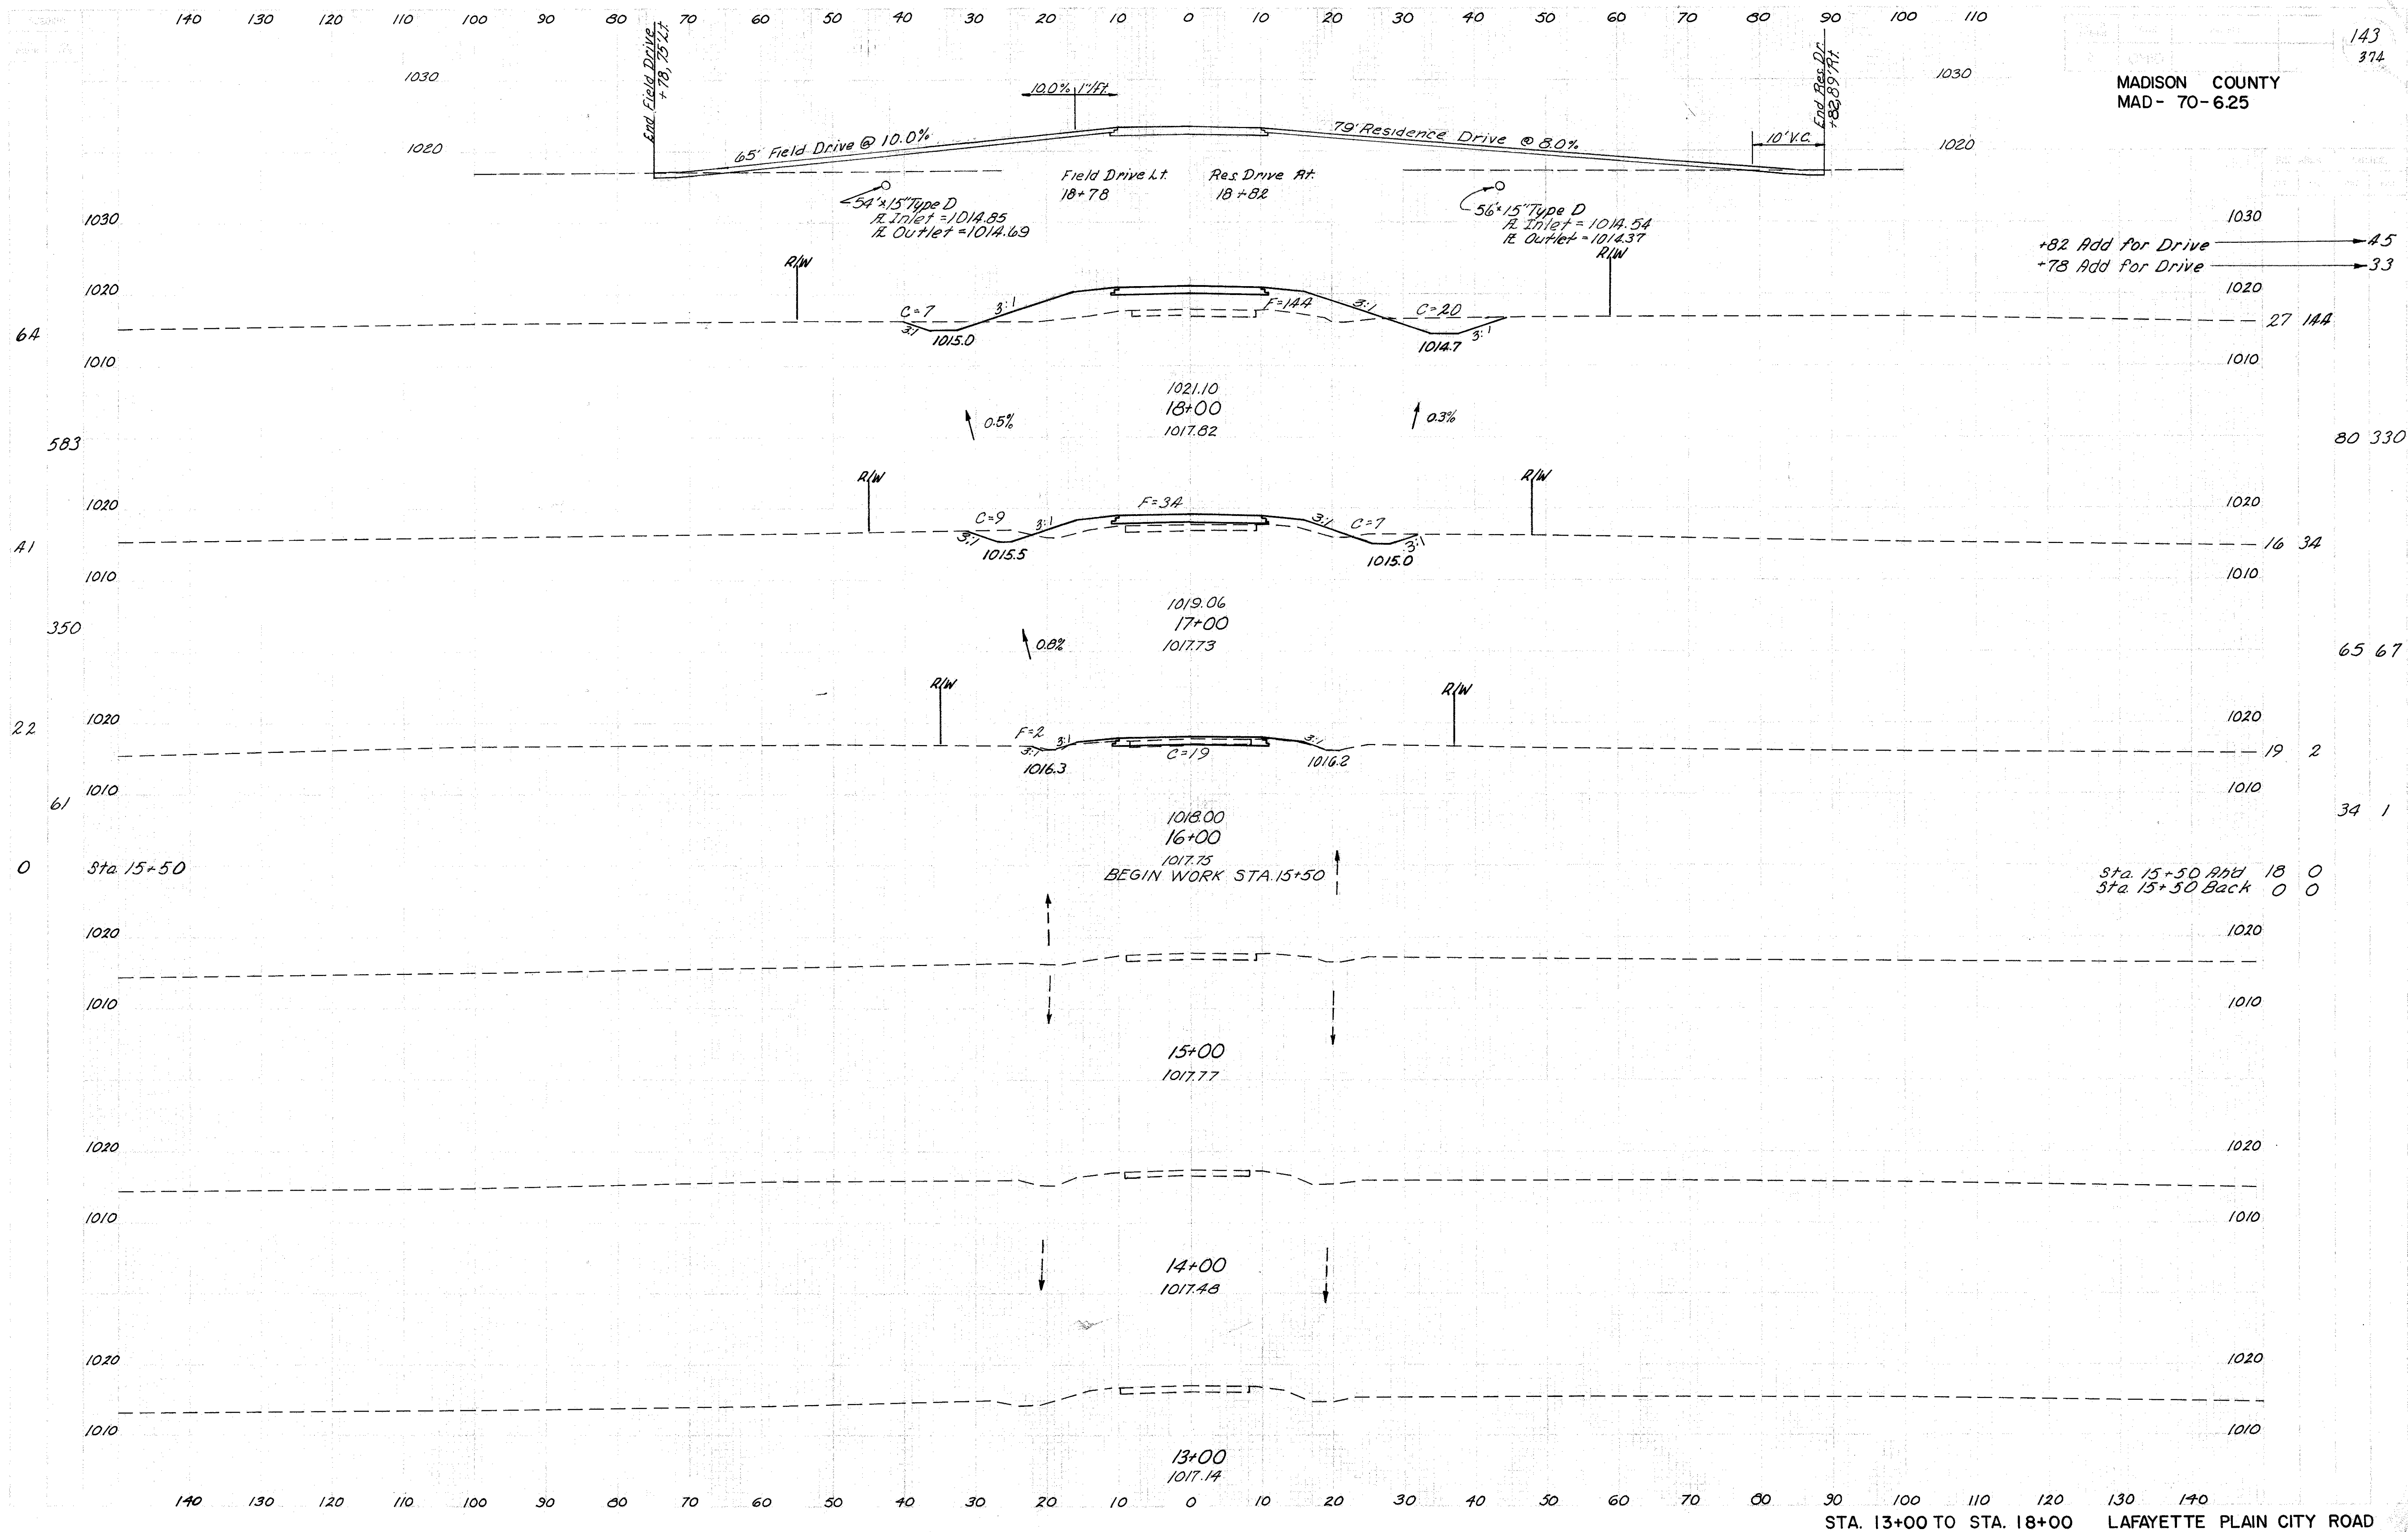 140 130 120 110 100 90 80 70 60 50 40 30 20 10 0 10 20 30 40 50 60 70 80 90 100 110
143
374
MADISON COUNTY
MAD - 70-6.25
End Field Drive
+78, 75' Lt.
End Res Dr.
+82, 89' Rt.
1030
1030
10.0% 1"/ft.
65' Field Drive @ 10.0%
79' Residence Drive @ 8.0%
10' V.C.
1020
1020
Field Drive Lt.
18+78
Res Drive Rt.
18+82
54'x15" Type D
Inlet = 1014.85
Outlet = 1014.69
56'x15" Type D
Inlet = 1014.54
Outlet = 1014.37
1030
1030
+82 Add for Drive 45
+78 Add for Drive 33
R/W
R/W
1020
1020
C=7
3:1
F=144
3:1
C=20
64
3:1
1015.0
1014.7
3:1
27 144
1010
1010
1021.10
18+00
1017.82
0.5%
0.3%
583
80 330
R/W
R/W
1020
1020
C=9
3:1
F=34
3:1
C=7
41
3:1
1015.5
1015.0
3:1
16 34
1010
1010
1019.06
17+00
1017.73
350
0.8%
65 67
R/W
R/W
1020
1020
22
F=2
3:1
3:1
3:1
C=19
1016.3
1016.2
19 2
1010
1010
61
34 1
1018.00
16+00
1017.75
BEGIN WORK STA. 15+50
0 Sta. 15+50
Sta. 15+50 Ahd 18 0
Sta. 15+50 Back 0 0
1020
1020
1010
1010
15+00
1017.77
1020
1020
1010
1010
14+00
1017.48
1020
1020
1010
1010
13+00
1017.14
140 130 120 110 100 90 80 70 60 50 40 30 20 10 0 10 20 30 40 50 60 70 80 90 100 110 120 130 140
STA. 13+00 TO STA. 18+00 LAFAYETTE PLAIN CITY ROAD